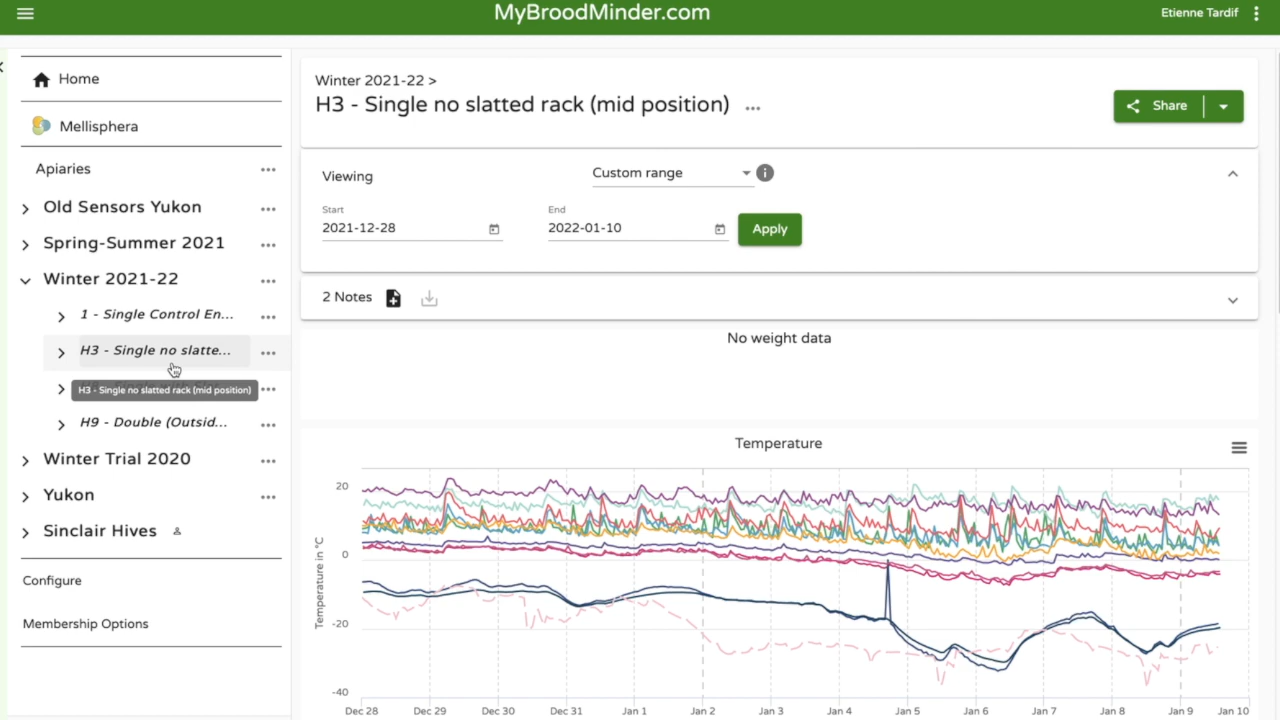 MyBroodMinder.com
Etienne Tardif
Home
Mellisphera
Apiaries
Old Sensors Yukon
Spring-Summer 2021
Winter 2021-22
1 - Single Control En...
H3 - Single no slatte...
H3 - Single no slatted rack (mid position)
H9 - Double (Outsid...
Winter Trial 2020
Yukon
Sinclair Hives
Configure
Membership Options
Winter 2021-22 >
H3 - Single no slatted rack (mid position)
Share
Viewing
Custom range
Start
2021-12-28
End
2022-01-10
Apply
2 Notes
No weight data
Temperature
Temperature in °C
20
0
-20
-40
Dec 28 Dec 29 Dec 30 Dec 31 Jan 1 Jan 2 Jan 3 Jan 4 Jan 5 Jan 6 Jan 7 Jan 8 Jan 9 Jan 10